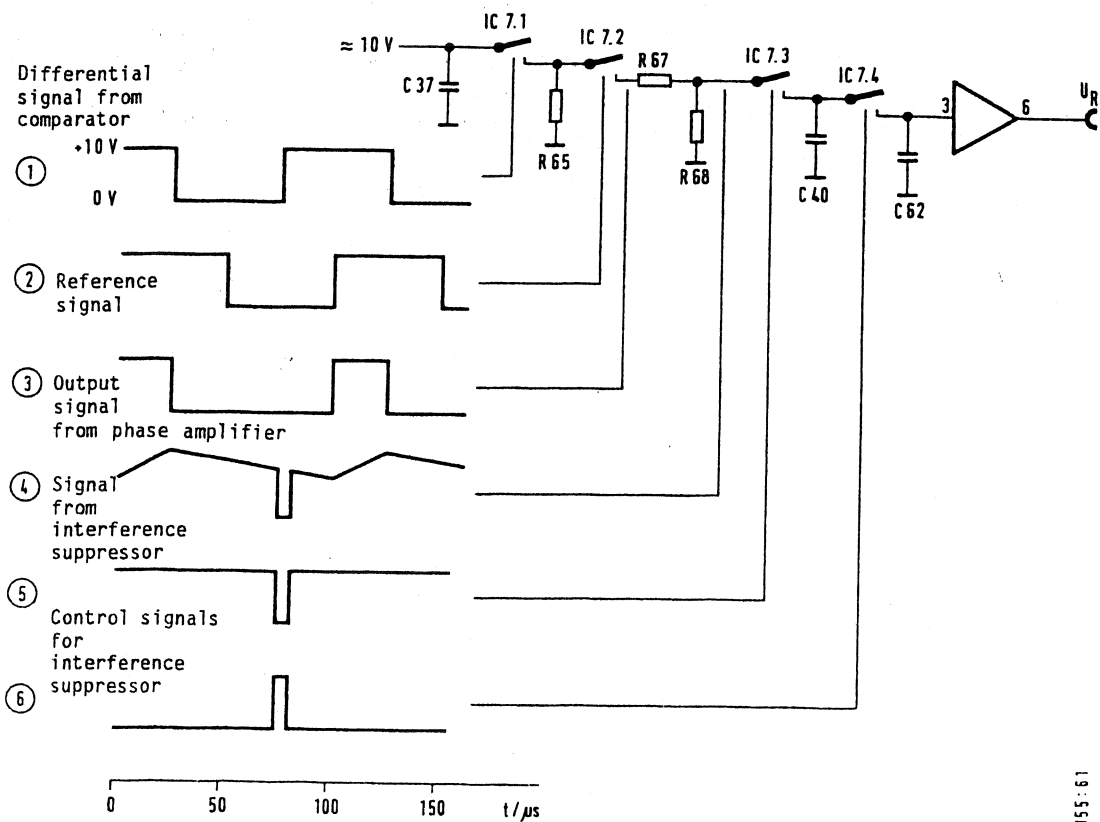 IC 7.1
≈ 10 V
IC 7.2
C 37
R 67
IC 7.3
IC 7.4
3
6
U_R
R 65
R 68
C 40
C 62
Differential
signal from
comparator
+10 V
①
0 V
② Reference
signal
③ Output
signal
from phase amplifier
④ Signal
from
interference
suppressor
⑤
Control signals
for
interference
suppressor
⑥
0 50 100 150 t/µs